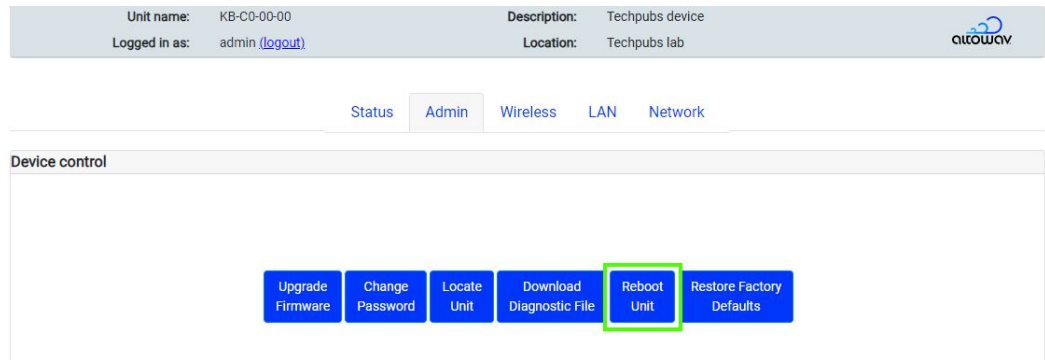 Unit name: KB-C0-00-00 Description: Techpubs device
Logged in as: admin (logout) Location: Techpubs lab
altowav
Status Admin Wireless LAN Network
Device control
Upgrade Firmware
Change Password
Locate Unit
Download Diagnostic File
Reboot Unit
Restore Factory Defaults